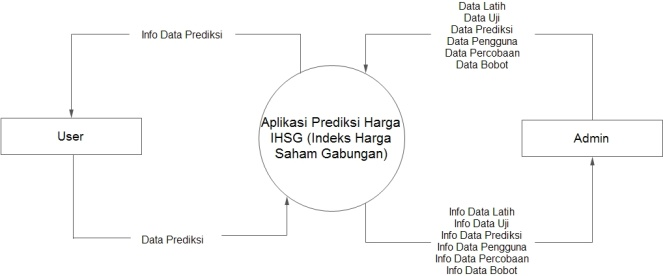 Info Data Prediksi
User
Data Prediksi
Aplikasi Prediksi Harga
IHSG (Indeks Harga
Saham Gabungan)
Data Latih
Data Uji
Data Prediksi
Data Pengguna
Data Percobaan
Data Bobot
Admin
Info Data Latih
Info Data Uji
Info Data Prediksi
Info Data Pengguna
Info Data Percobaan
Info Data Bobot